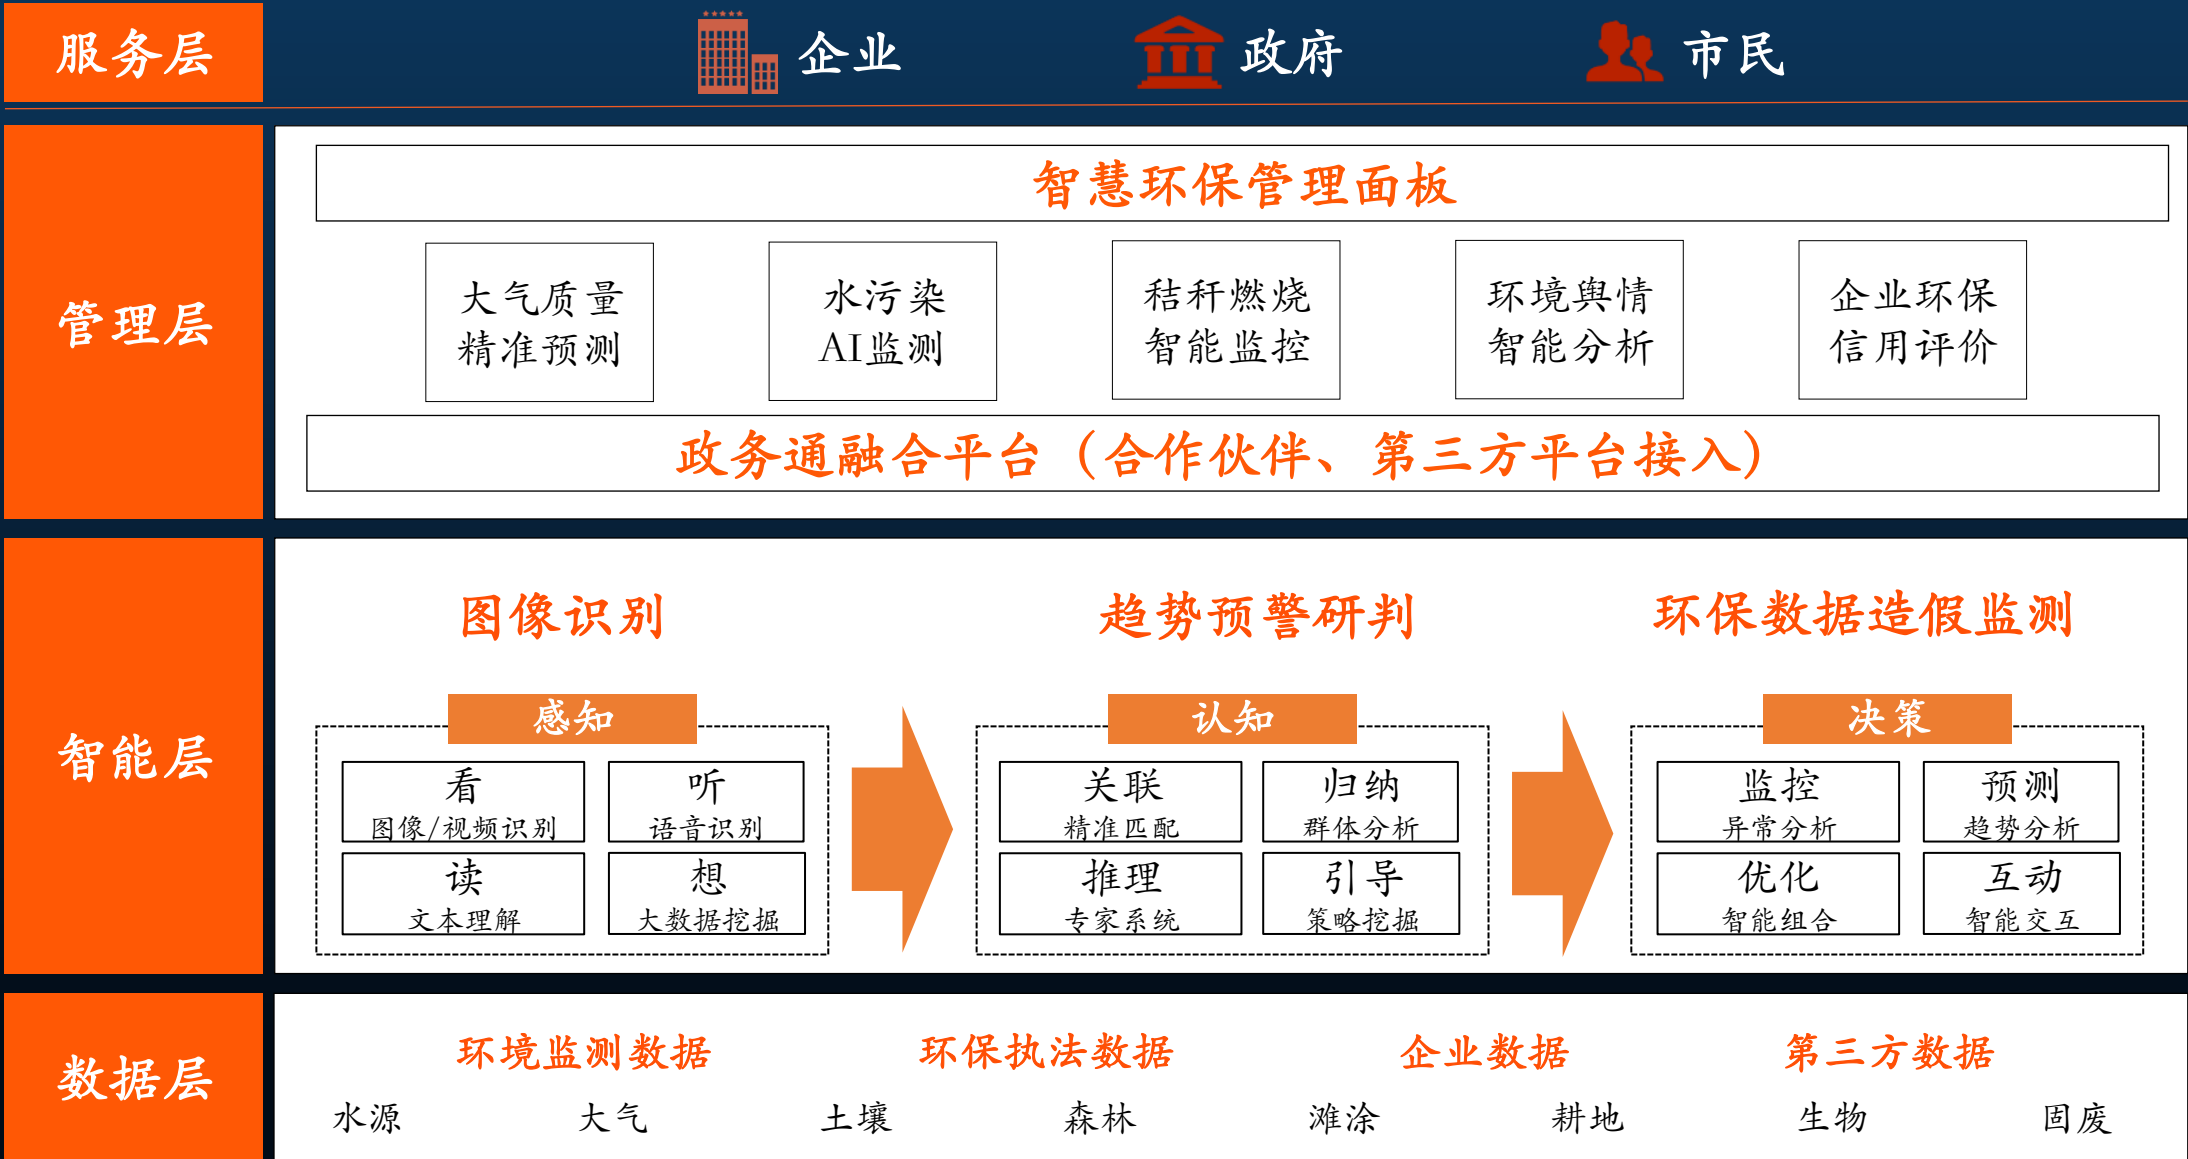 服务层
企业
政府
市民
管理层
智慧环保管理面板
大气质量
精准预测
水污染
AI监测
秸秆燃烧
智能监控
环境舆情
智能分析
企业环保
信用评价
政务通融合平台（合作伙伴、第三方平台接入）
智能层
图像识别
趋势预警研判
环保数据造假监测
感知
看
图像/视频识别
听
语音识别
读
文本理解
想
大数据挖掘
认知
关联
精准匹配
归纳
群体分析
推理
专家系统
引导
策略挖掘
决策
监控
异常分析
预测
趋势分析
优化
智能组合
互动
智能交互
数据层
环境监测数据
环保执法数据
企业数据
第三方数据
水源
大气
土壤
森林
滩涂
耕地
生物
固废